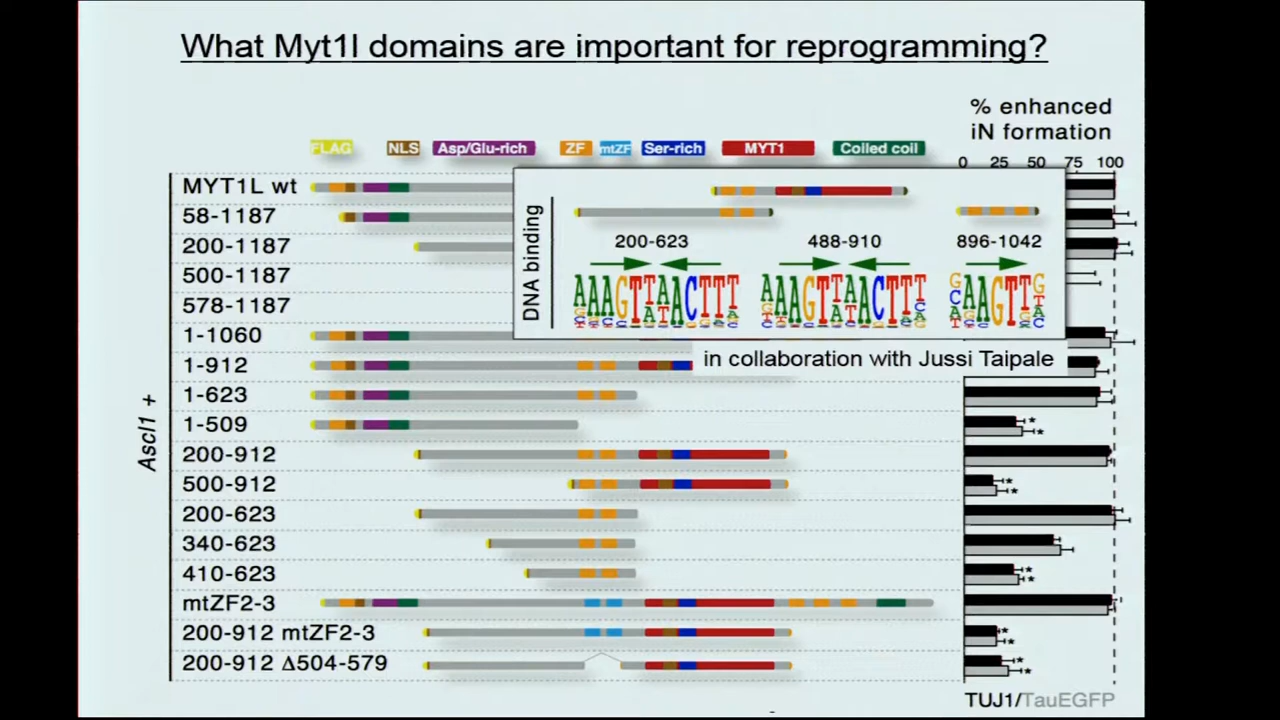 What Myt1l domains are important for reprogramming?
% enhanced
iN formation
FLAG NLS Asp/Glu-rich ZF mtZF Ser-rich MYT1 Coiled coil
0 25 50 75 100
MYT1L wt
58-1187
200-1187
500-1187
578-1187
1-1060
1-912
1-623
1-509
200-912
500-912
200-623
340-623
410-623
mtZF2-3
200-912 mtZF2-3
200-912 Δ504-579
Ascl1 +
DNA binding
200-623 488-910 896-1042
in collaboration with Jussi Taipale
TUJ1/TauEGFP